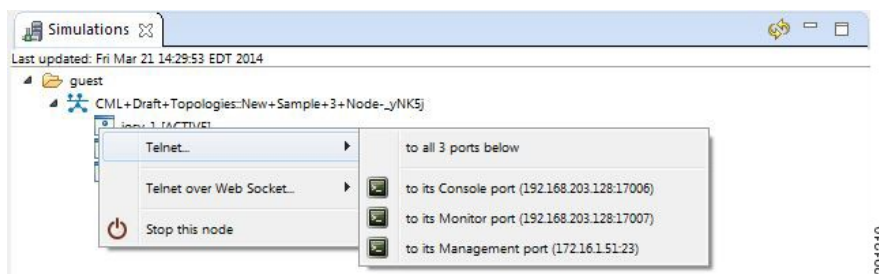 Simulations
Last updated: Fri Mar 21 14:29:53 EDT 2014
guest
CML+Draft+Topologies::New+Sample+3+Node-_yNK5j
iosv-1 [ACTIVE]
Telnet...
to all 3 ports below
Telnet over Web Socket...
to its Console port (192.168.203.128:17006)
to its Monitor port (192.168.203.128:17007)
Stop this node
to its Management port (172.16.1.51:23)